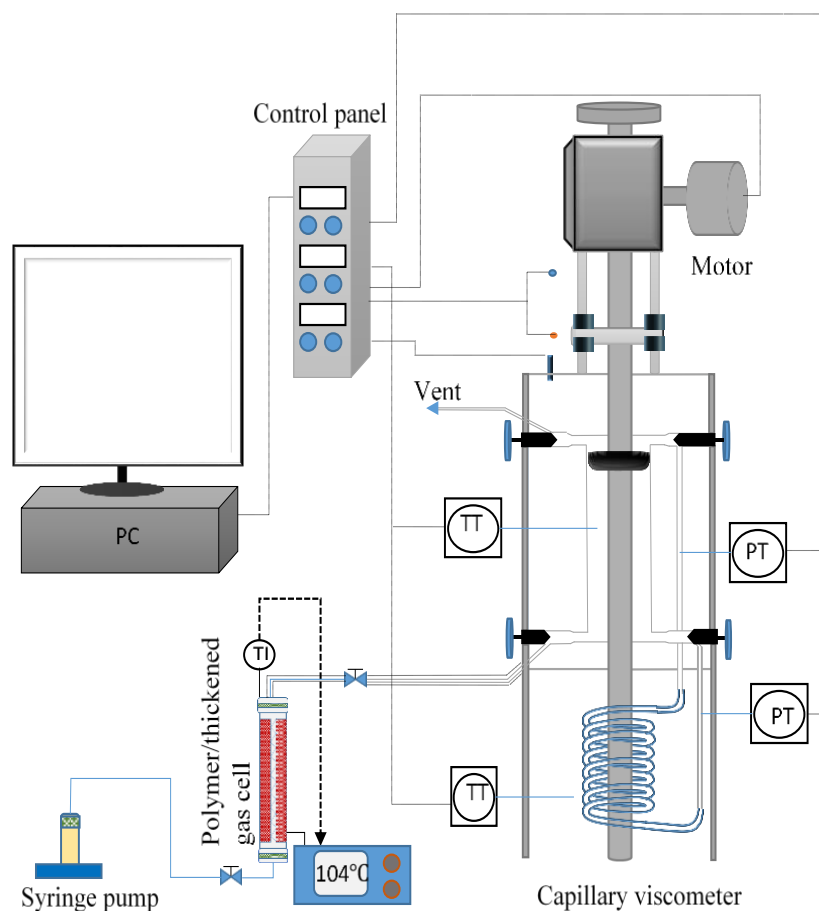 Control panel
Motor
Vent
TT
PC
PT
TI
Polymer/thickened
gas cell
PT
TT
104°C
Syringe pump
Capillary viscometer